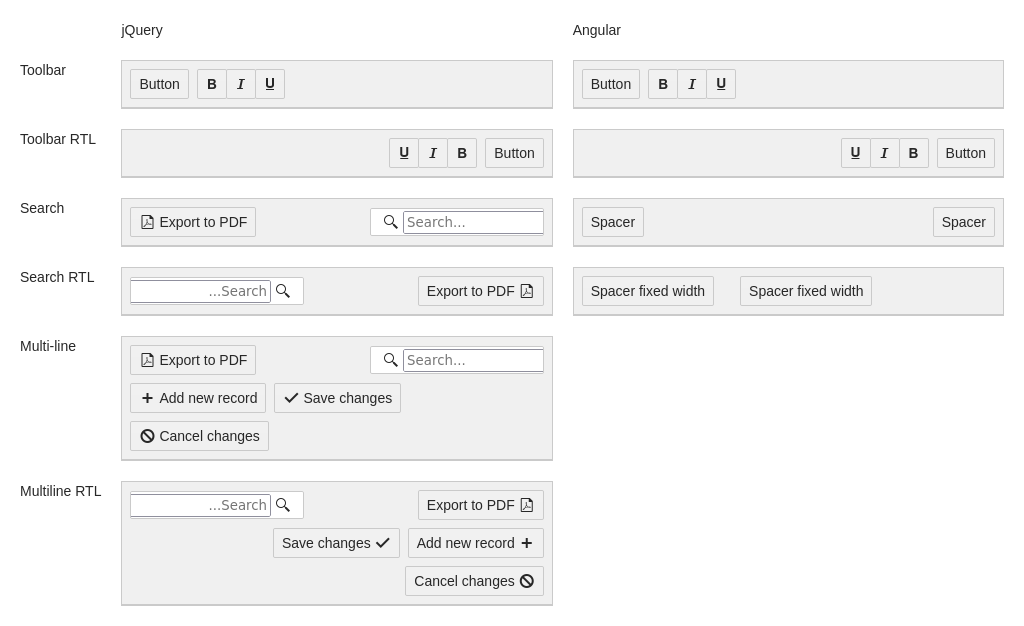 jQuery Angular
Toolbar Button B I U Button B I U
Toolbar RTL U I B Button U I B Button
Search Export to PDF Search... Spacer Spacer
Search RTL ...Search Export to PDF Spacer fixed width Spacer fixed width
Multi-line Export to PDF Search...
Add new record Save changes
Cancel changes
Multiline RTL ...Search Export to PDF
Save changes Add new record
Cancel changes